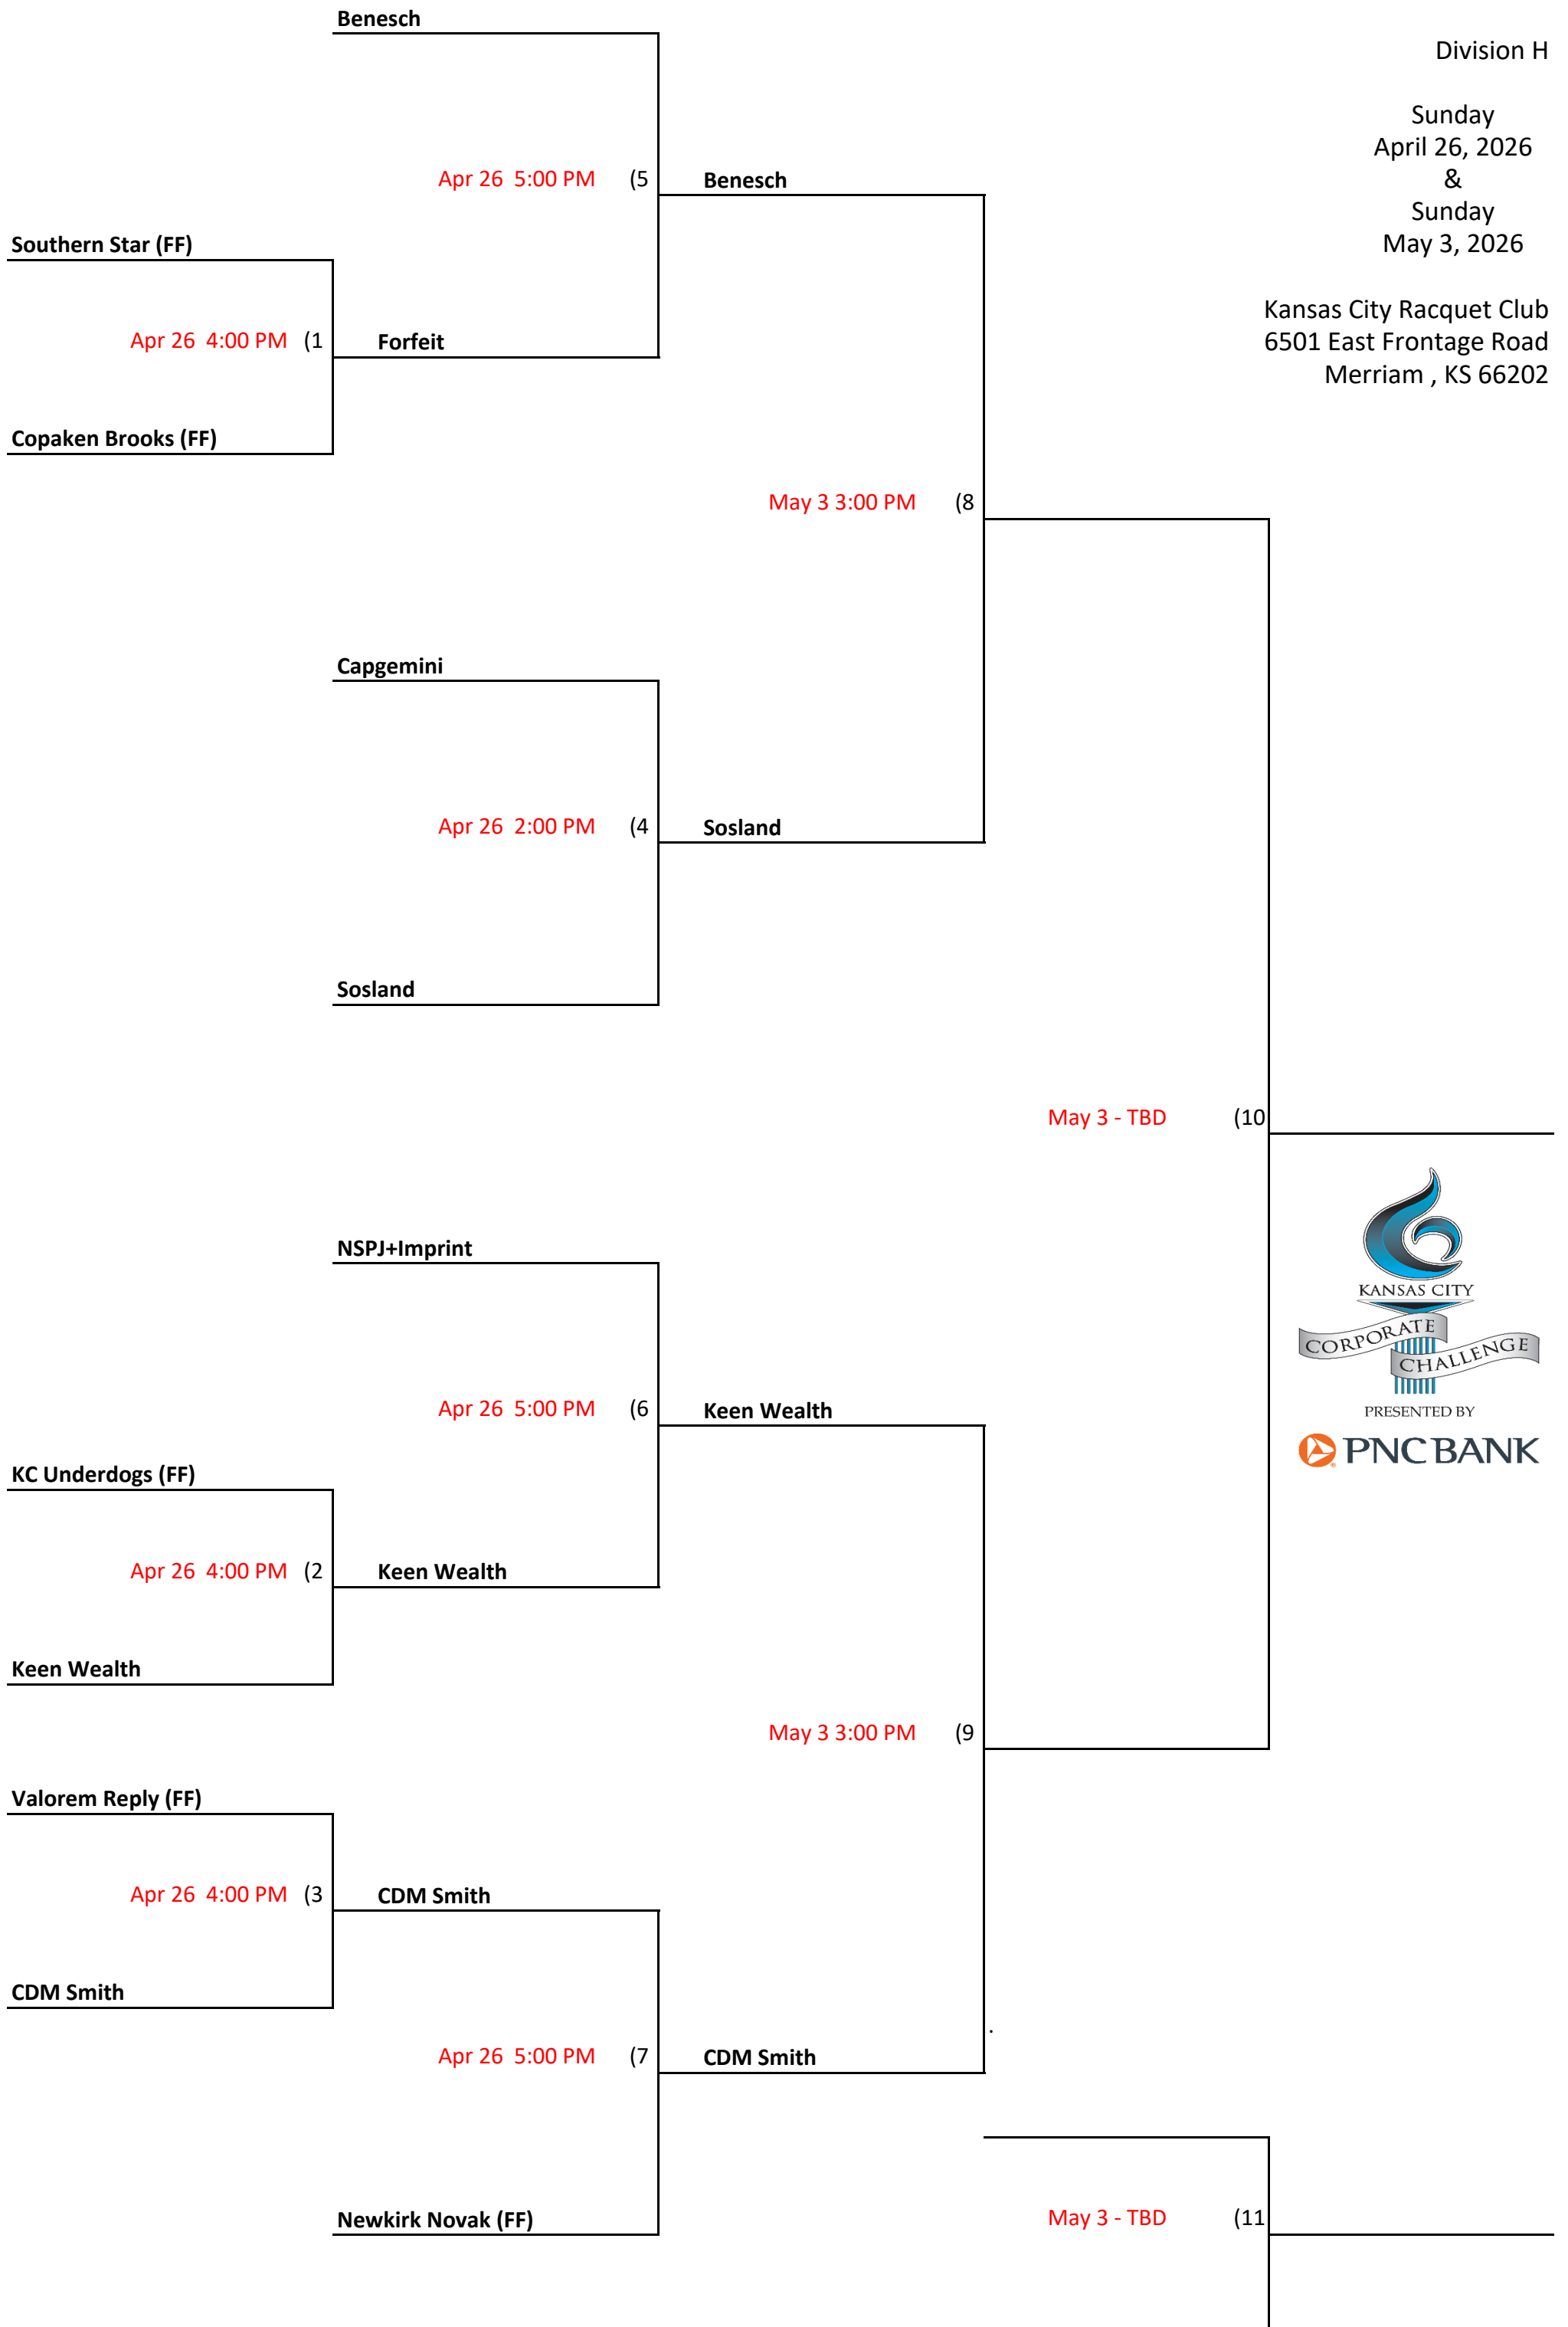 Benesch
Division H
Sunday
April 26, 2026
&
Sunday
May 3, 2026
Apr 26 5:00 PM (5
Benesch
Southern Star (FF)
Kansas City Racquet Club
6501 East Frontage Road
Merriam , KS 66202
Apr 26 4:00 PM (1
Forfeit
Copaken Brooks (FF)
May 3 3:00 PM (8
Capgemini
Apr 26 2:00 PM (4
Sosland
Sosland
May 3 - TBD (10
NSPJ+Imprint
KANSAS CITY
CORPORATE
CHALLENGE
PRESENTED BY
PNC BANK
Apr 26 5:00 PM (6
Keen Wealth
KC Underdogs (FF)
Apr 26 4:00 PM (2
Keen Wealth
Keen Wealth
May 3 3:00 PM (9
Valorem Reply (FF)
Apr 26 4:00 PM (3
CDM Smith
CDM Smith
.
Apr 26 5:00 PM (7
CDM Smith
Newkirk Novak (FF)
May 3 - TBD (11